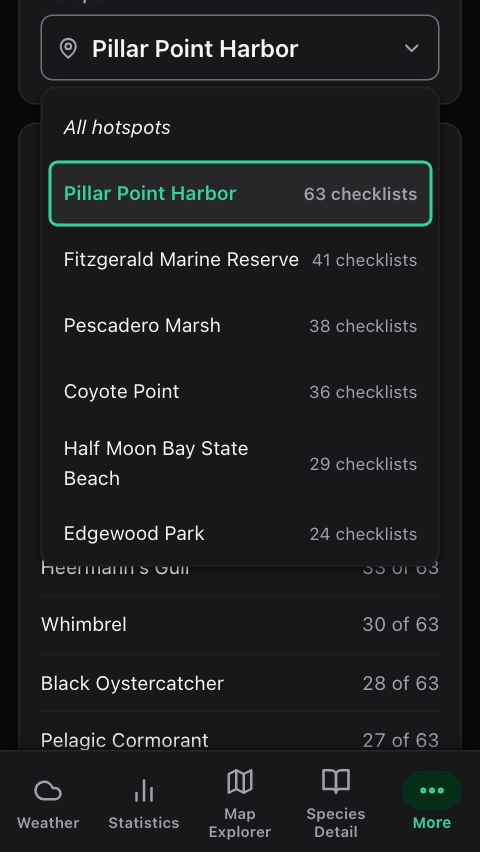 Pillar Point Harbor
All hotspots
Pillar Point Harbor 63 checklists
Fitzgerald Marine Reserve 41 checklists
Pescadero Marsh 38 checklists
Coyote Point 36 checklists
Half Moon Bay State
Beach 29 checklists
Edgewood Park 24 checklists
Heermann's Gull 33 of 63
Whimbrel 30 of 63
Black Oystercatcher 28 of 63
Pelagic Cormorant 27 of 63
Weather
Statistics
Map
Explorer
Species
Detail
More